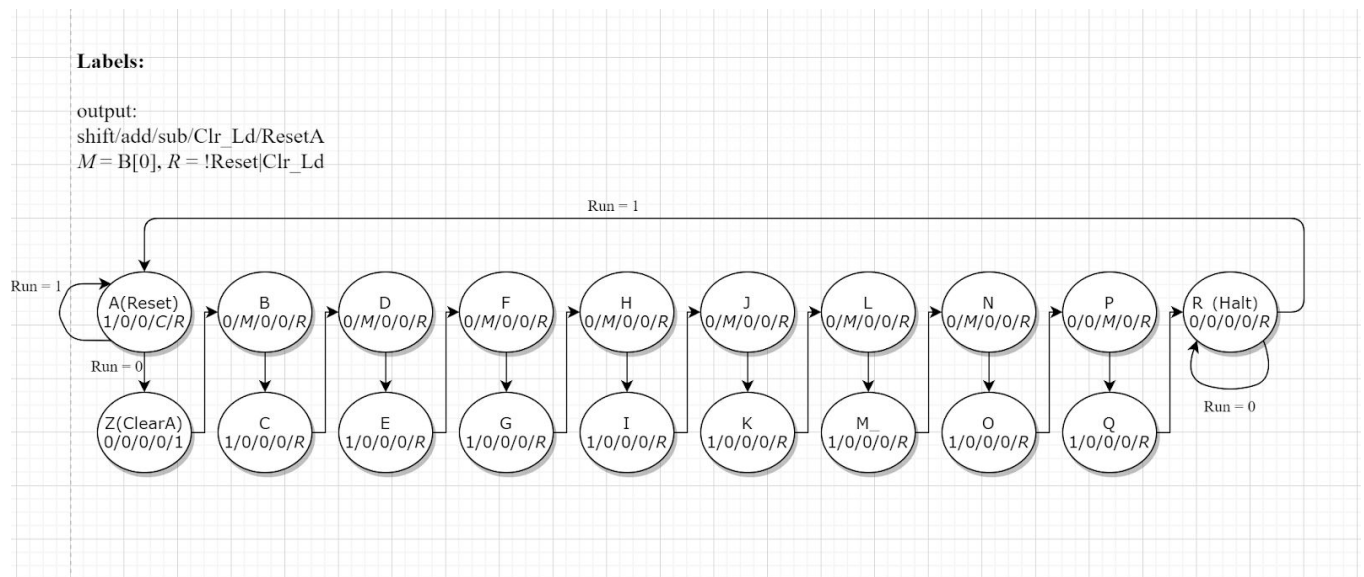 Labels:
output:
shift/add/sub/Clr_Ld/ResetA
M = B[0], R = !Reset|Clr_Ld
Run = 1
Run = 1
A(Reset)
1/0/0/C/R
B
0/M/0/0/R
D
0/M/0/0/R
F
0/M/0/0/R
H
0/M/0/0/R
J
0/M/0/0/R
L
0/M/0/0/R
N
0/M/0/0/R
P
0/0/M/0/R
R (Halt)
0/0/0/0/R
Run = 0
Z(ClearA)
0/0/0/0/1
C
1/0/0/0/R
E
1/0/0/0/R
G
1/0/0/0/R
I
1/0/0/0/R
K
1/0/0/0/R
M_
1/0/0/0/R
O
1/0/0/0/R
Q
1/0/0/0/R
Run = 0